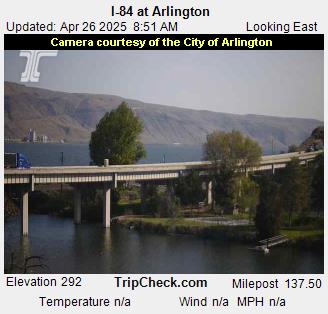 I-84 at Arlington
Updated: Apr 26 2025 8:51 AM Looking East
Camera courtesy of the City of Arlington
Elevation 292 TripCheck.com Milepost 137.50
Temperature n/a Wind n/a MPH n/a